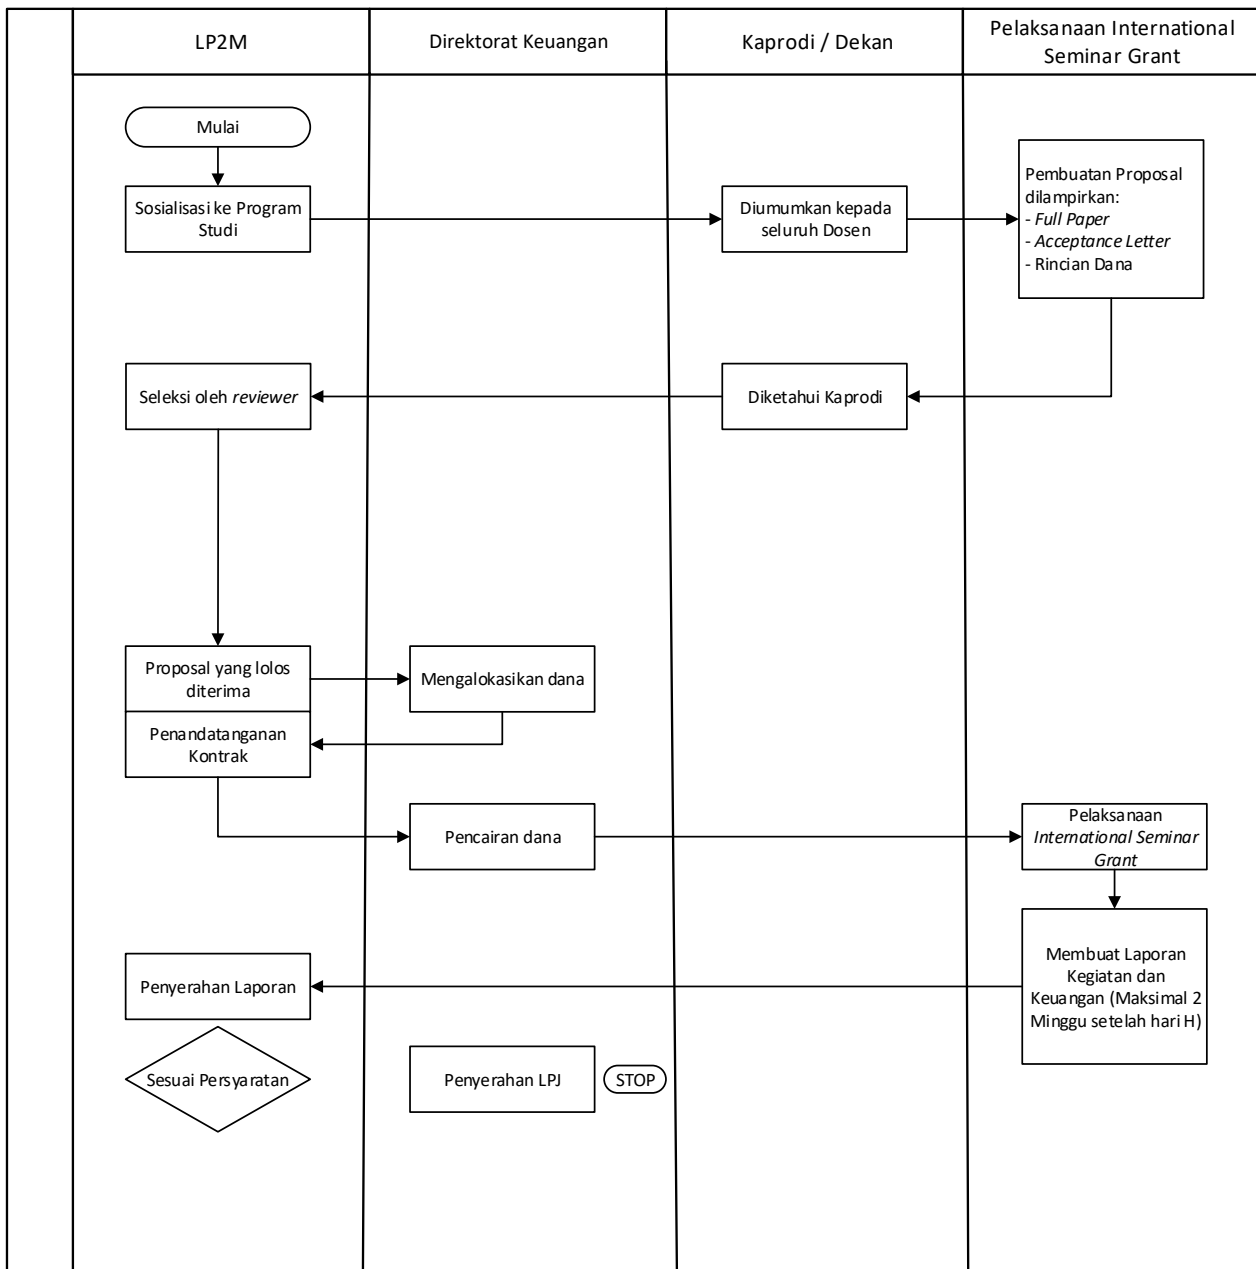 LP2M
Direktorat Keuangan
Kaprodi / Dekan
Pelaksanaan International
Seminar Grant
Mulai
Sosialisasi ke Program
Studi
Diumumkan kepada
seluruh Dosen
Pembuatan Proposal
dilampirkan:
- Full Paper
- Acceptance Letter
- Rincian Dana
Seleksi oleh reviewer
Diketahui Kaprodi
Proposal yang lolos
diterima
Mengalokasikan dana
Penandatanganan
Kontrak
Pencairan dana
Pelaksanaan
International Seminar
Grant
Membuat Laporan
Kegiatan dan
Keuangan (Maksimal 2
Minggu setelah hari H)
Penyerahan Laporan
Sesuai Persyaratan
Penyerahan LPJ
STOP